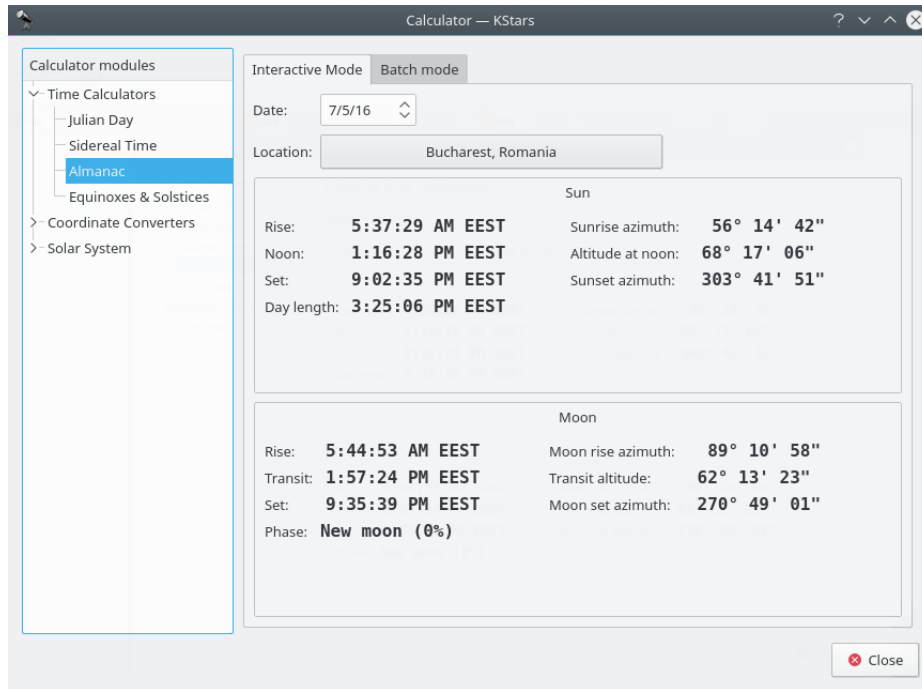 Calculator — KStars
Calculator modules
Time Calculators
Julian Day
Sidereal Time
Almanac
Equinoxes & Solstices
Coordinate Converters
Solar System
Interactive Mode Batch mode
Date: 7/5/16
Location: Bucharest, Romania
Sun
Rise: 5:37:29 AM EEST Sunrise azimuth: 56° 14' 42"
Noon: 1:16:28 PM EEST Altitude at noon: 68° 17' 06"
Set: 9:02:35 PM EEST Sunset azimuth: 303° 41' 51"
Day length: 3:25:06 PM EEST
Moon
Rise: 5:44:53 AM EEST Moon rise azimuth: 89° 10' 58"
Transit: 1:57:24 PM EEST Transit altitude: 62° 13' 23"
Set: 9:35:39 PM EEST Moon set azimuth: 270° 49' 01"
Phase: New moon (0%)
Close